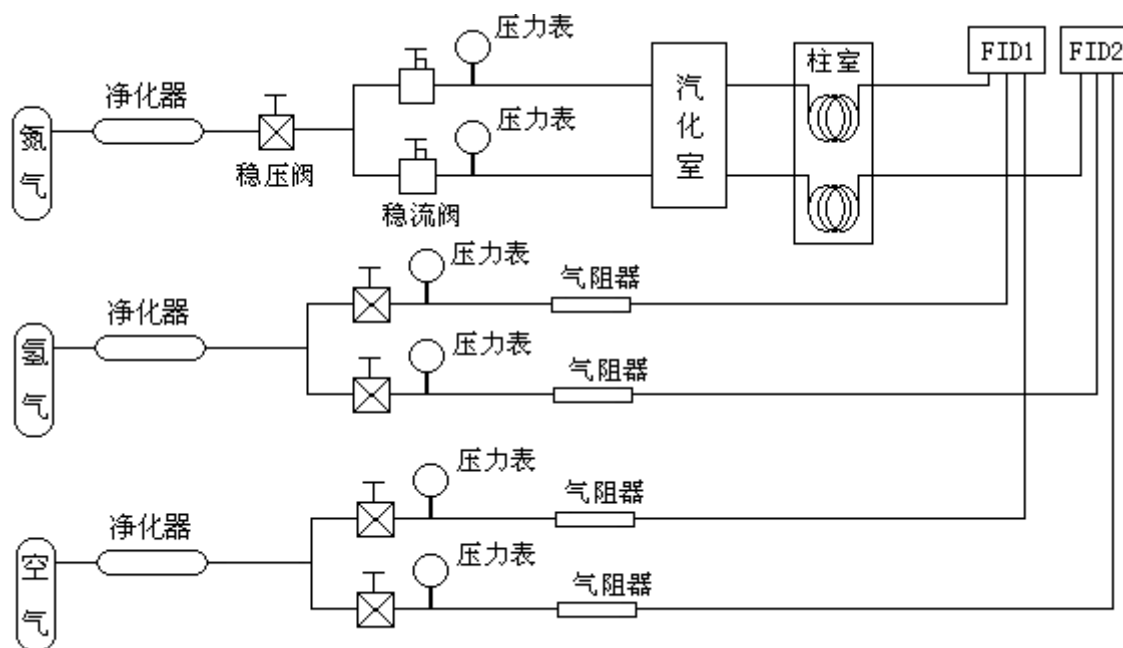 压力表
FID1
FID2
净化器
柱室
汽化室
压力表
氮气
稳压阀
稳流阀
压力表
气阻器
净化器
氢气
压力表
气阻器
压力表
气阻器
净化器
空气
压力表
气阻器